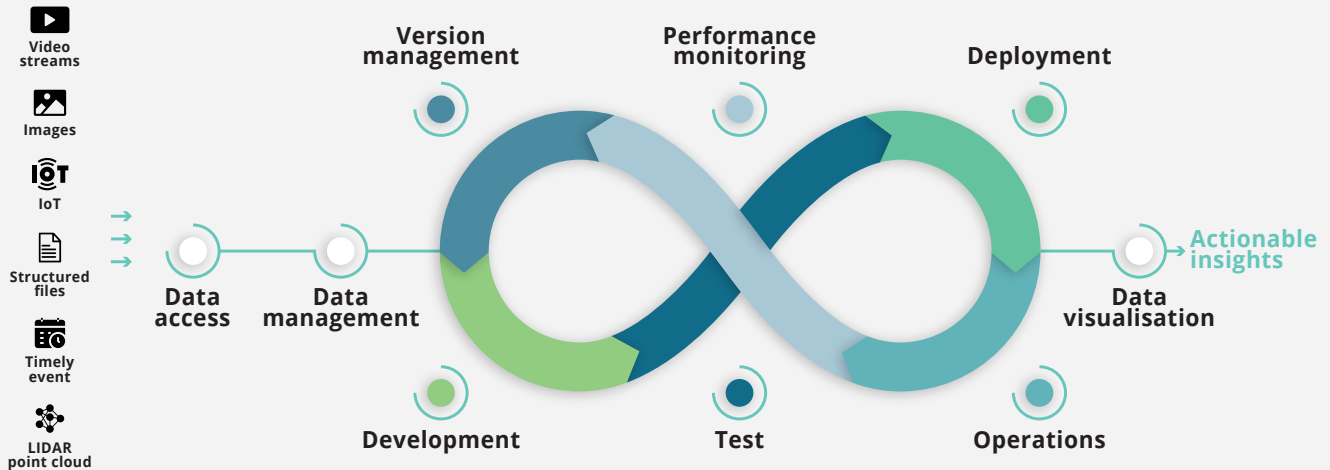 Video
streams
Images
IoT
IoT
Structured
files
Timely
event
LIDAR
point cloud
Data
access
Data
management
Version
management
Performance
monitoring
Deployment
Development
Test
Operations
Data
visualisation
Actionable
insights